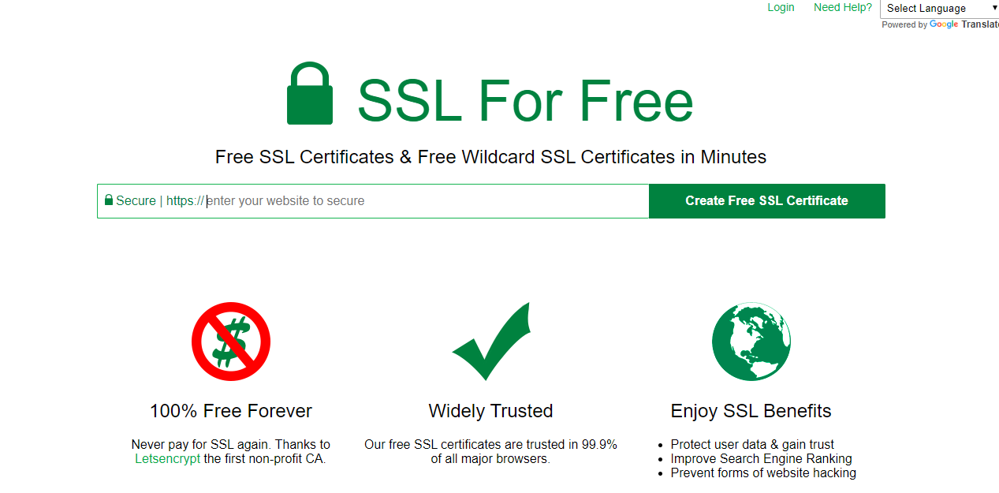 Login Need Help? Select Language
Powered by Google Translate
SSL For Free
Free SSL Certificates & Free Wildcard SSL Certificates in Minutes
Secure | https:// enter your website to secure Create Free SSL Certificate
$
100% Free Forever Widely Trusted Enjoy SSL Benefits
Never pay for SSL again. Thanks to
Letsencrypt the first non-profit CA.
Our free SSL certificates are trusted in 99.9%
of all major browsers.
• Protect user data & gain trust
• Improve Search Engine Ranking
• Prevent forms of website hacking